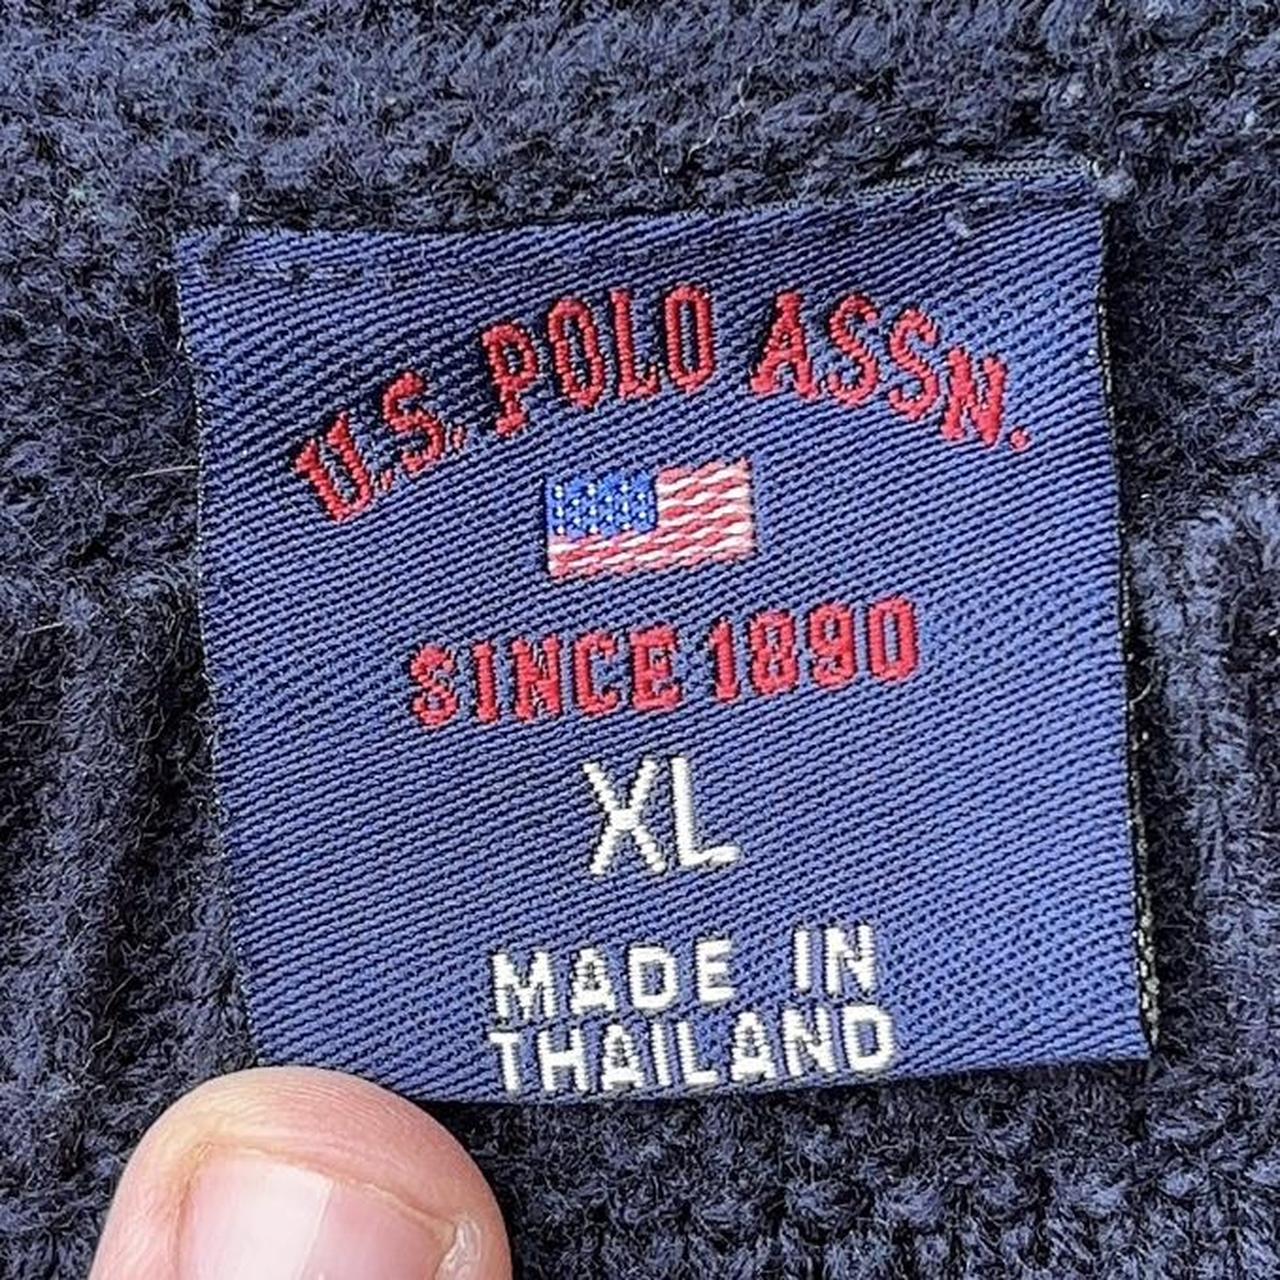 U.S. POLO ASSN.
SINCE 1890
XL
MADE IN
THAILAND